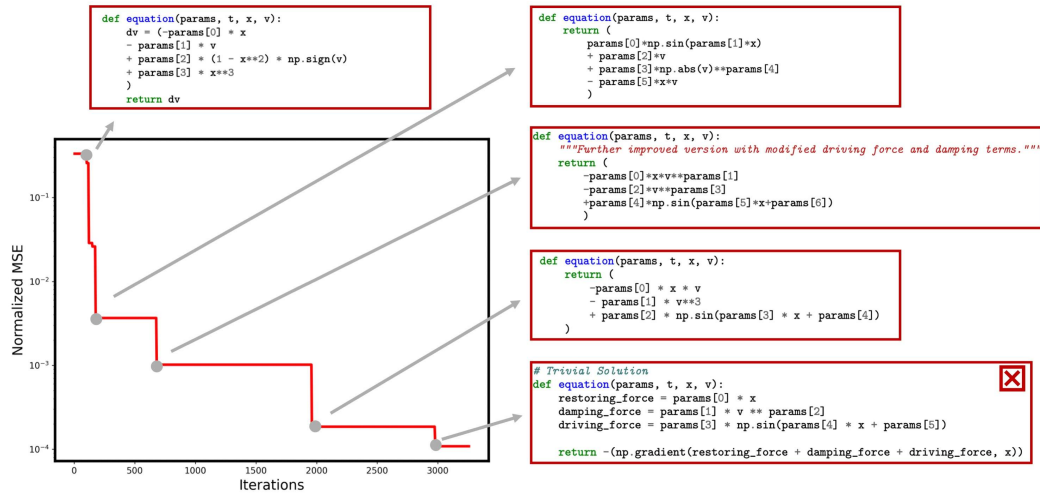 def equation(params, t, x, v):
dv = (-params[0] * x
- params[1] * v
+ params[2] * (1 - x**2) * np.sign(v)
+ params[3] * x**3
)
return dv
def equation(params, t, x, v):
return (
params[0]*np.sin(params[1]*x)
+ params[2]*v
+ params[3]*np.abs(v)**params[4]
- params[5]*x*v
)
def equation(params, t, x, v):
"""Further improved version with modified driving force and damping terms."""
return (
-params[0]*x*v**params[1]
-params[2]*v**params[3]
+params[4]*np.sin(params[5]*x+params[6])
)
def equation(params, t, x, v):
return (
-params[0] * x * v
- params[1] * v**3
+ params[2] * np.sin(params[3] * x + params[4])
)
# Trivial Solution
def equation(params, t, x, v):
restoring_force = params[0] * x
damping_force = params[1] * v ** params[2]
driving_force = params[3] * np.sin(params[4] * x + params[5])
return -(np.gradient(restoring_force + damping_force + driving_force, x))
Normalized MSE
10⁻¹
10⁻²
10⁻³
10⁻⁴
0 500 1000 1500 2000 2500 3000
Iterations